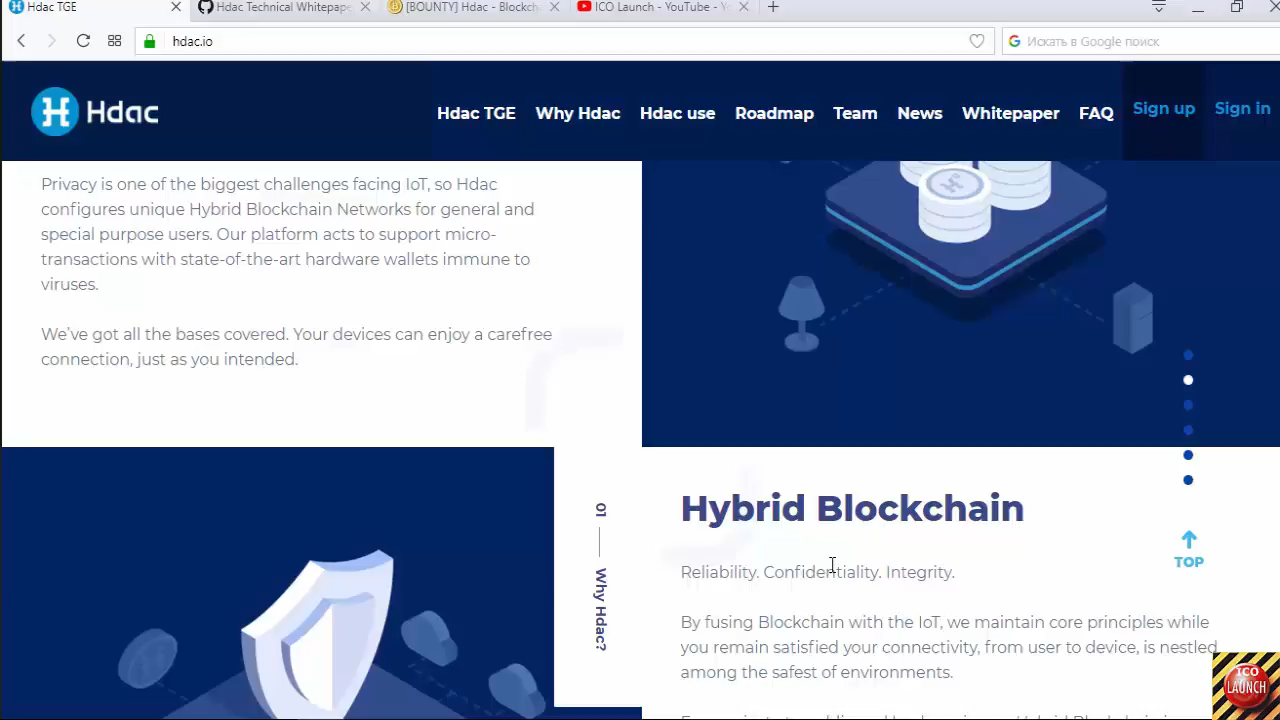 Hdac TGE
Hdac Technical Whitepape
[BOUNTY] Hdac - Blockch
ICO Launch - YouTube - Y
hdac.io
Искать в Google поиск
Hdac
Hdac TGE
Why Hdac
Hdac use
Roadmap
Team
News
Whitepaper
FAQ
Sign up
Sign in
Privacy is one of the biggest challenges facing IoT, so Hdac
configures unique Hybrid Blockchain Networks for general and
special purpose users. Our platform acts to support micro-
transactions with state-of-the-art hardware wallets immune to
viruses.
We’ve got all the bases covered. Your devices can enjoy a carefree
connection, just as you intended.
01
Why Hdac?
Hybrid Blockchain
Reliability. Confidentiality. Integrity.
By fusing Blockchain with the IoT, we maintain core principles while
you remain satisfied your connectivity, from user to device, is nestled
among the safest of environments.
TOP
ICO
LAUNCH